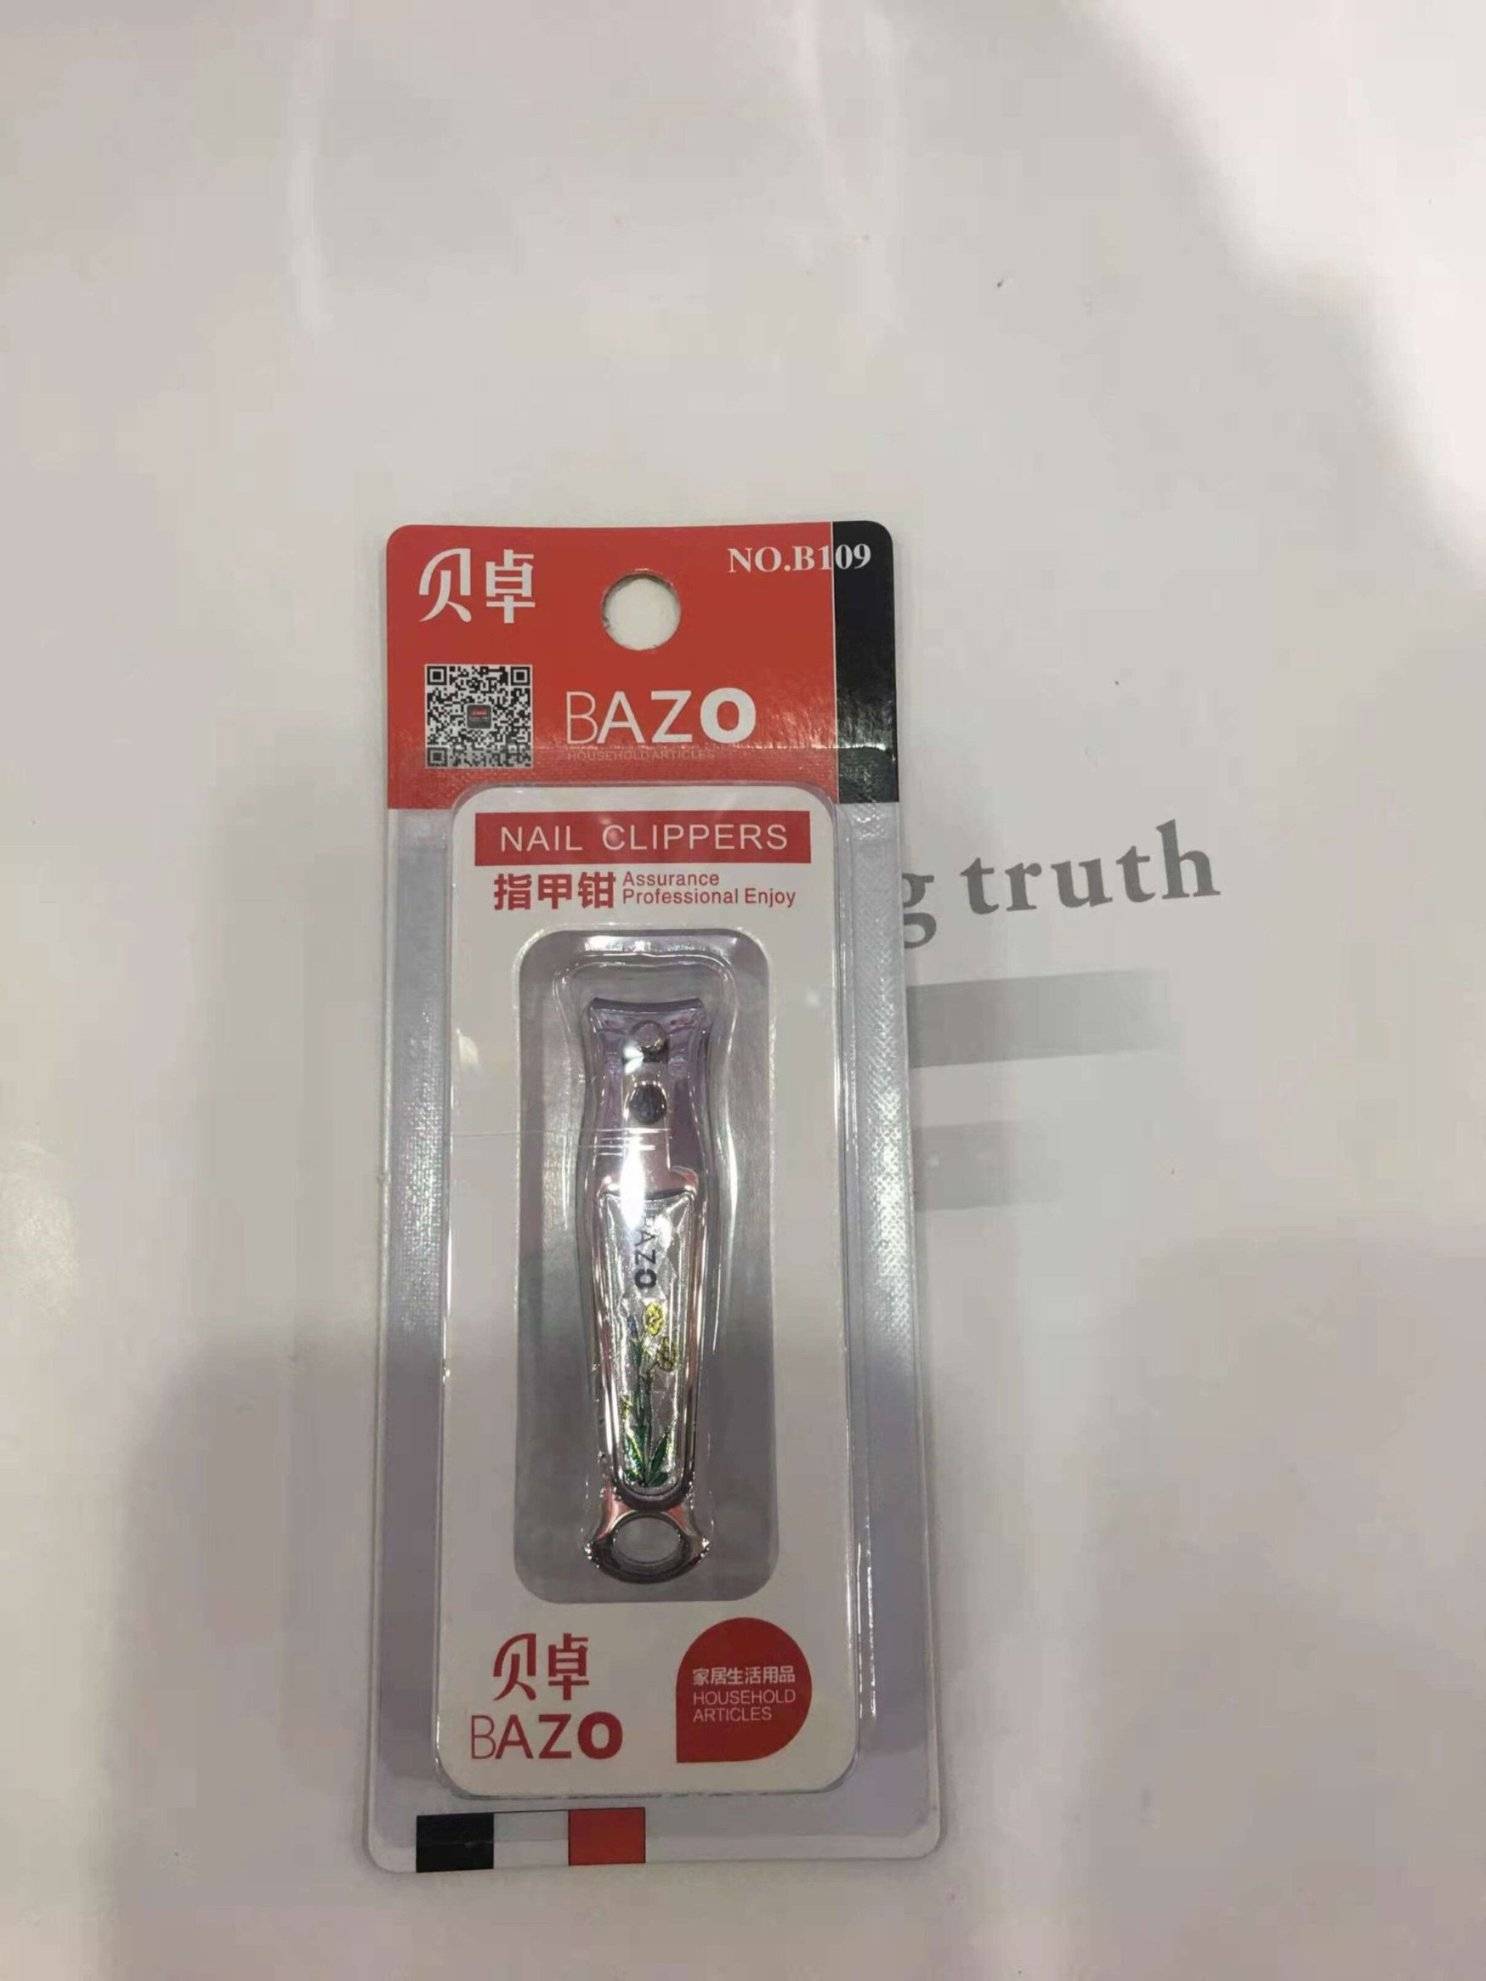 贝卓
NO.B109
BAZO
HOUSEHOLD ARTICLES
NAIL CLIPPERS
指甲钳
Assurance
Professional Enjoy
g truth
BAZO
贝卓
BAZO
家居生活用品
HOUSEHOLD
ARTICLES